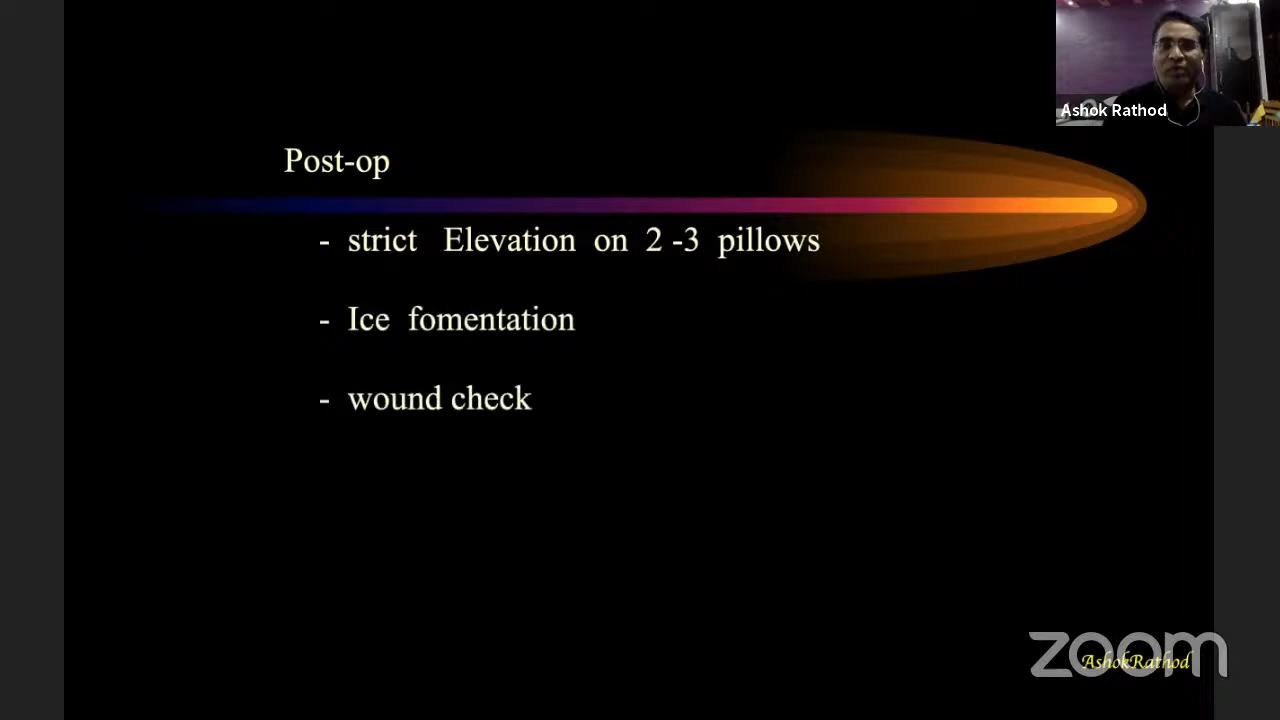 Ashok Rathod
Post-op
- strict Elevation on 2 -3 pillows
- Ice fomentation
- wound check
zoom
AshokRathod